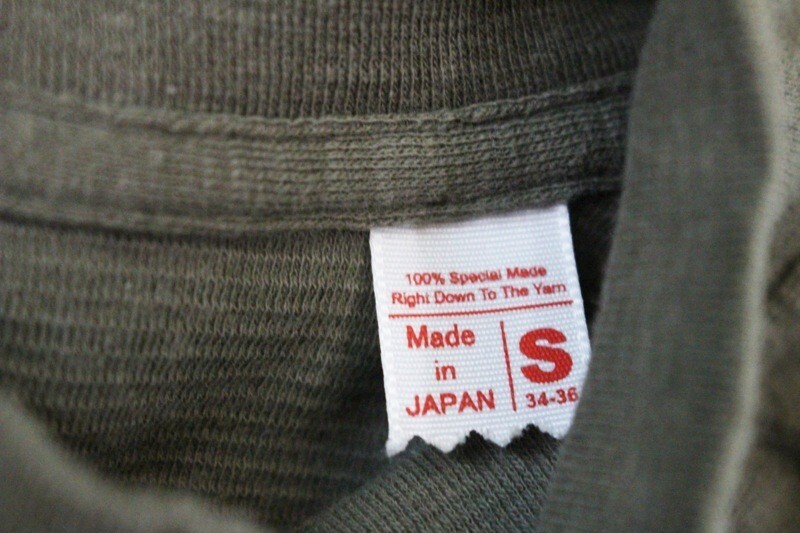 100% Special Made
Right Down To The Yarn
Made
in
JAPAN
S
34-36